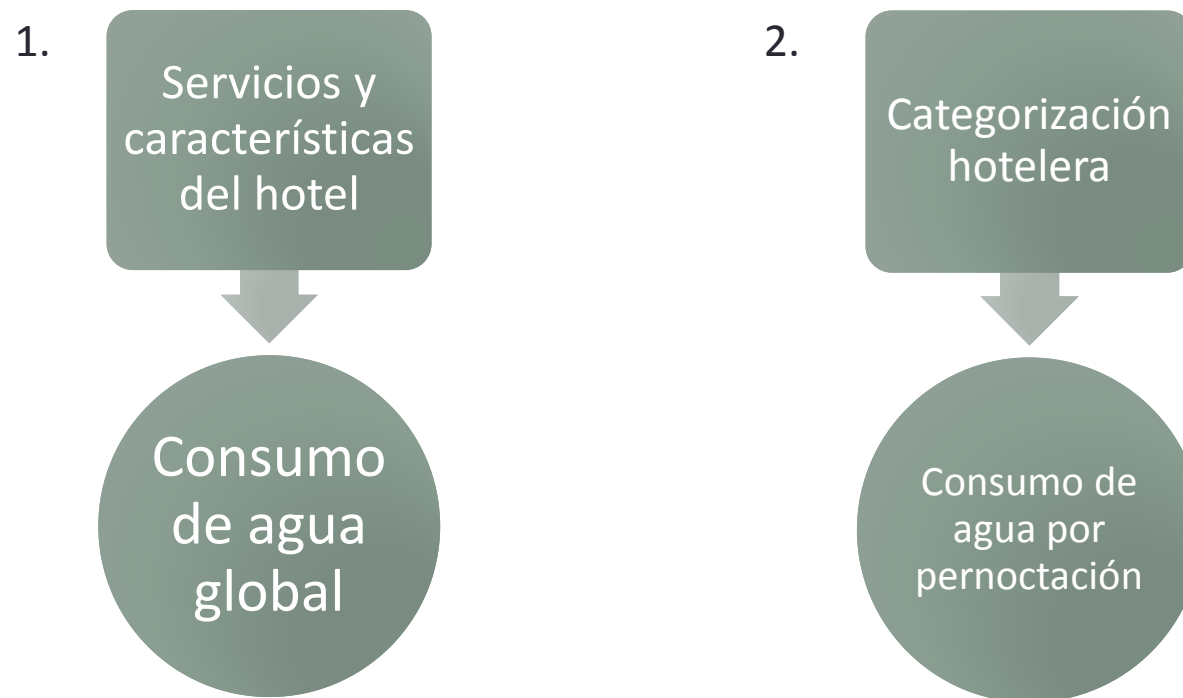 1.
Servicios y
características
del hotel
Consumo
de agua
global
2.
Categorización
hotelera
Consumo de
agua por
pernoctación